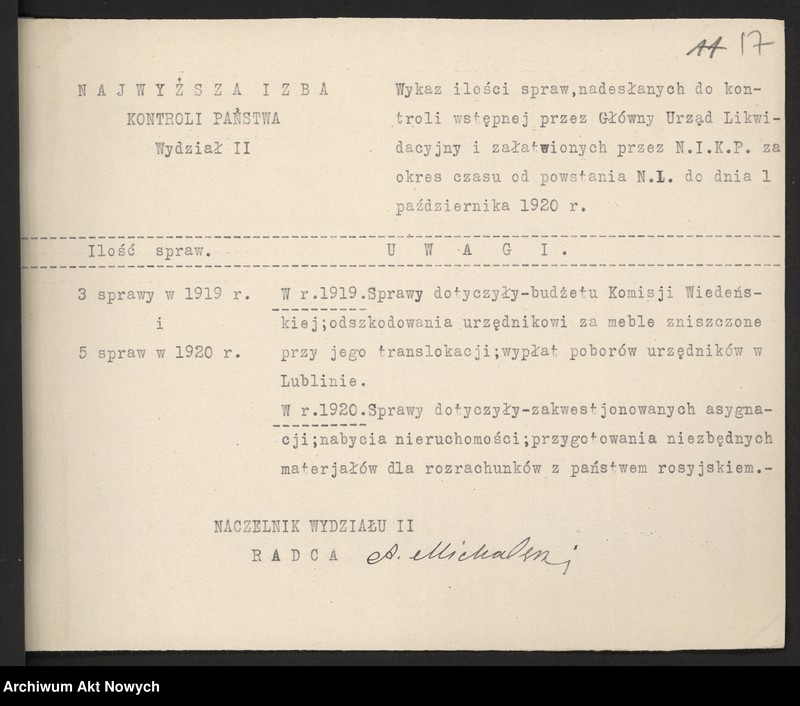 11 17
N A J W Y Ż S Z A I Z B A
KONTROLI PAŃSTWA
Wydział II
Wykaz ilości spraw,nadesłanych do kon-
troli wstępnej przez Główny Urząd Likwi-
dacyjny i załatwionych przez N.I.K.P. za
okres czasu od powstania N.I. do dnia 1
października 1920 r.
Ilość spraw.
U W A G I .
3 sprawy w 1919 r.
i
5 spraw w 1920 r.
W r.1919.Sprawy dotyczyły-budżetu Komisji Wiedeńs-
kiej;odszkodowania urzędnikowi za meble zniszczone
przy jego translokacji;wypłat poborów urzędników w
Lublinie.
W r.1920.Sprawy dotyczyły-zakwestjonowanych asygna-
cji;nabycia nieruchomości;przygotowania niezbędnych
materjałów dla rozrachunków z państwem rosyjskiem.-
NACZELNIK WYDZIAŁU II
R A D C A A. Michalski
Archiwum Akt Nowych